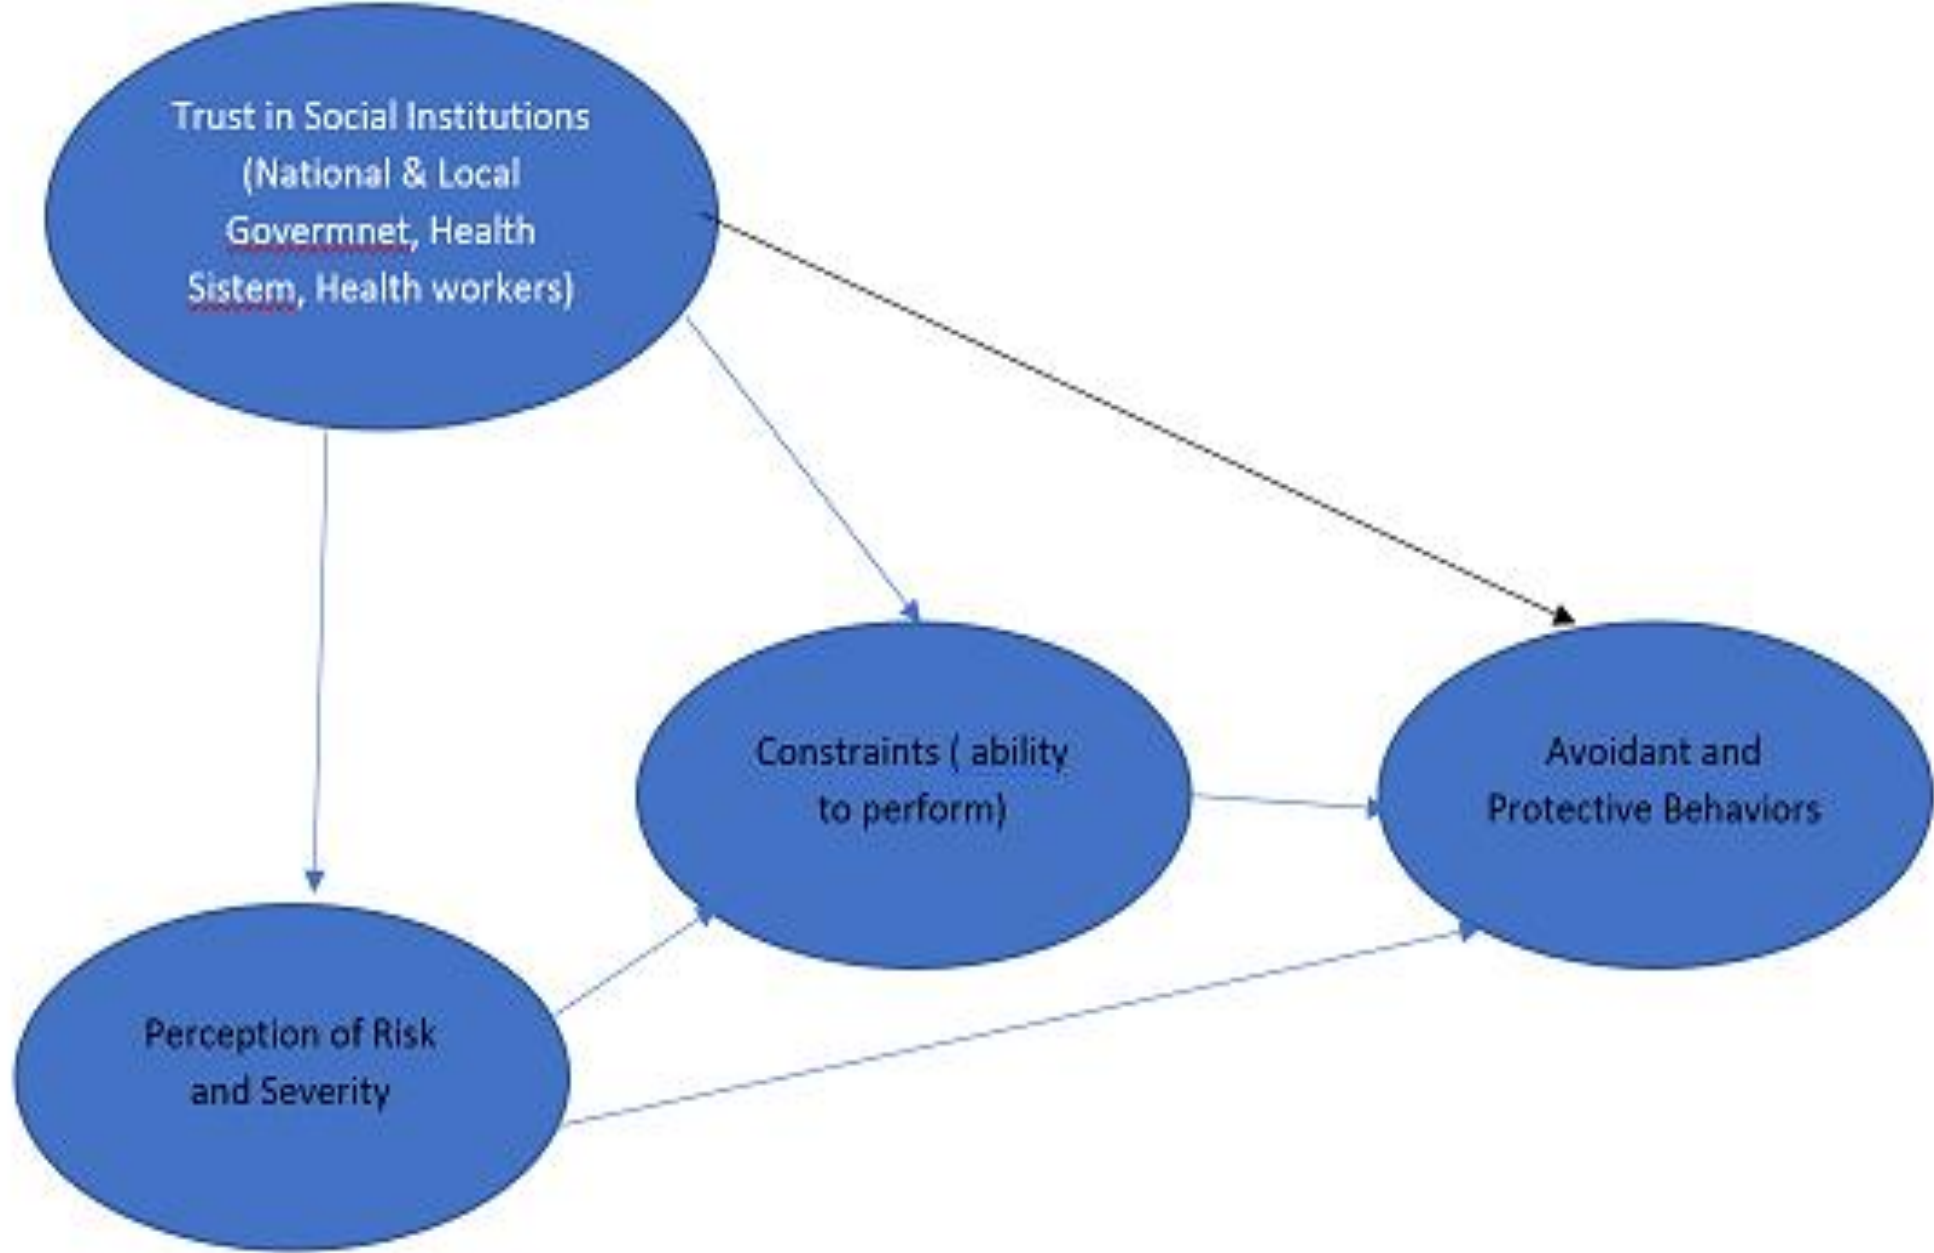 Trust in Social Institutions
(National & Local
Govermnet, Health
Sistem, Health workers)
Constraints ( ability
to perform)
Avoidant and
Protective Behaviors
Perception of Risk
and Severity